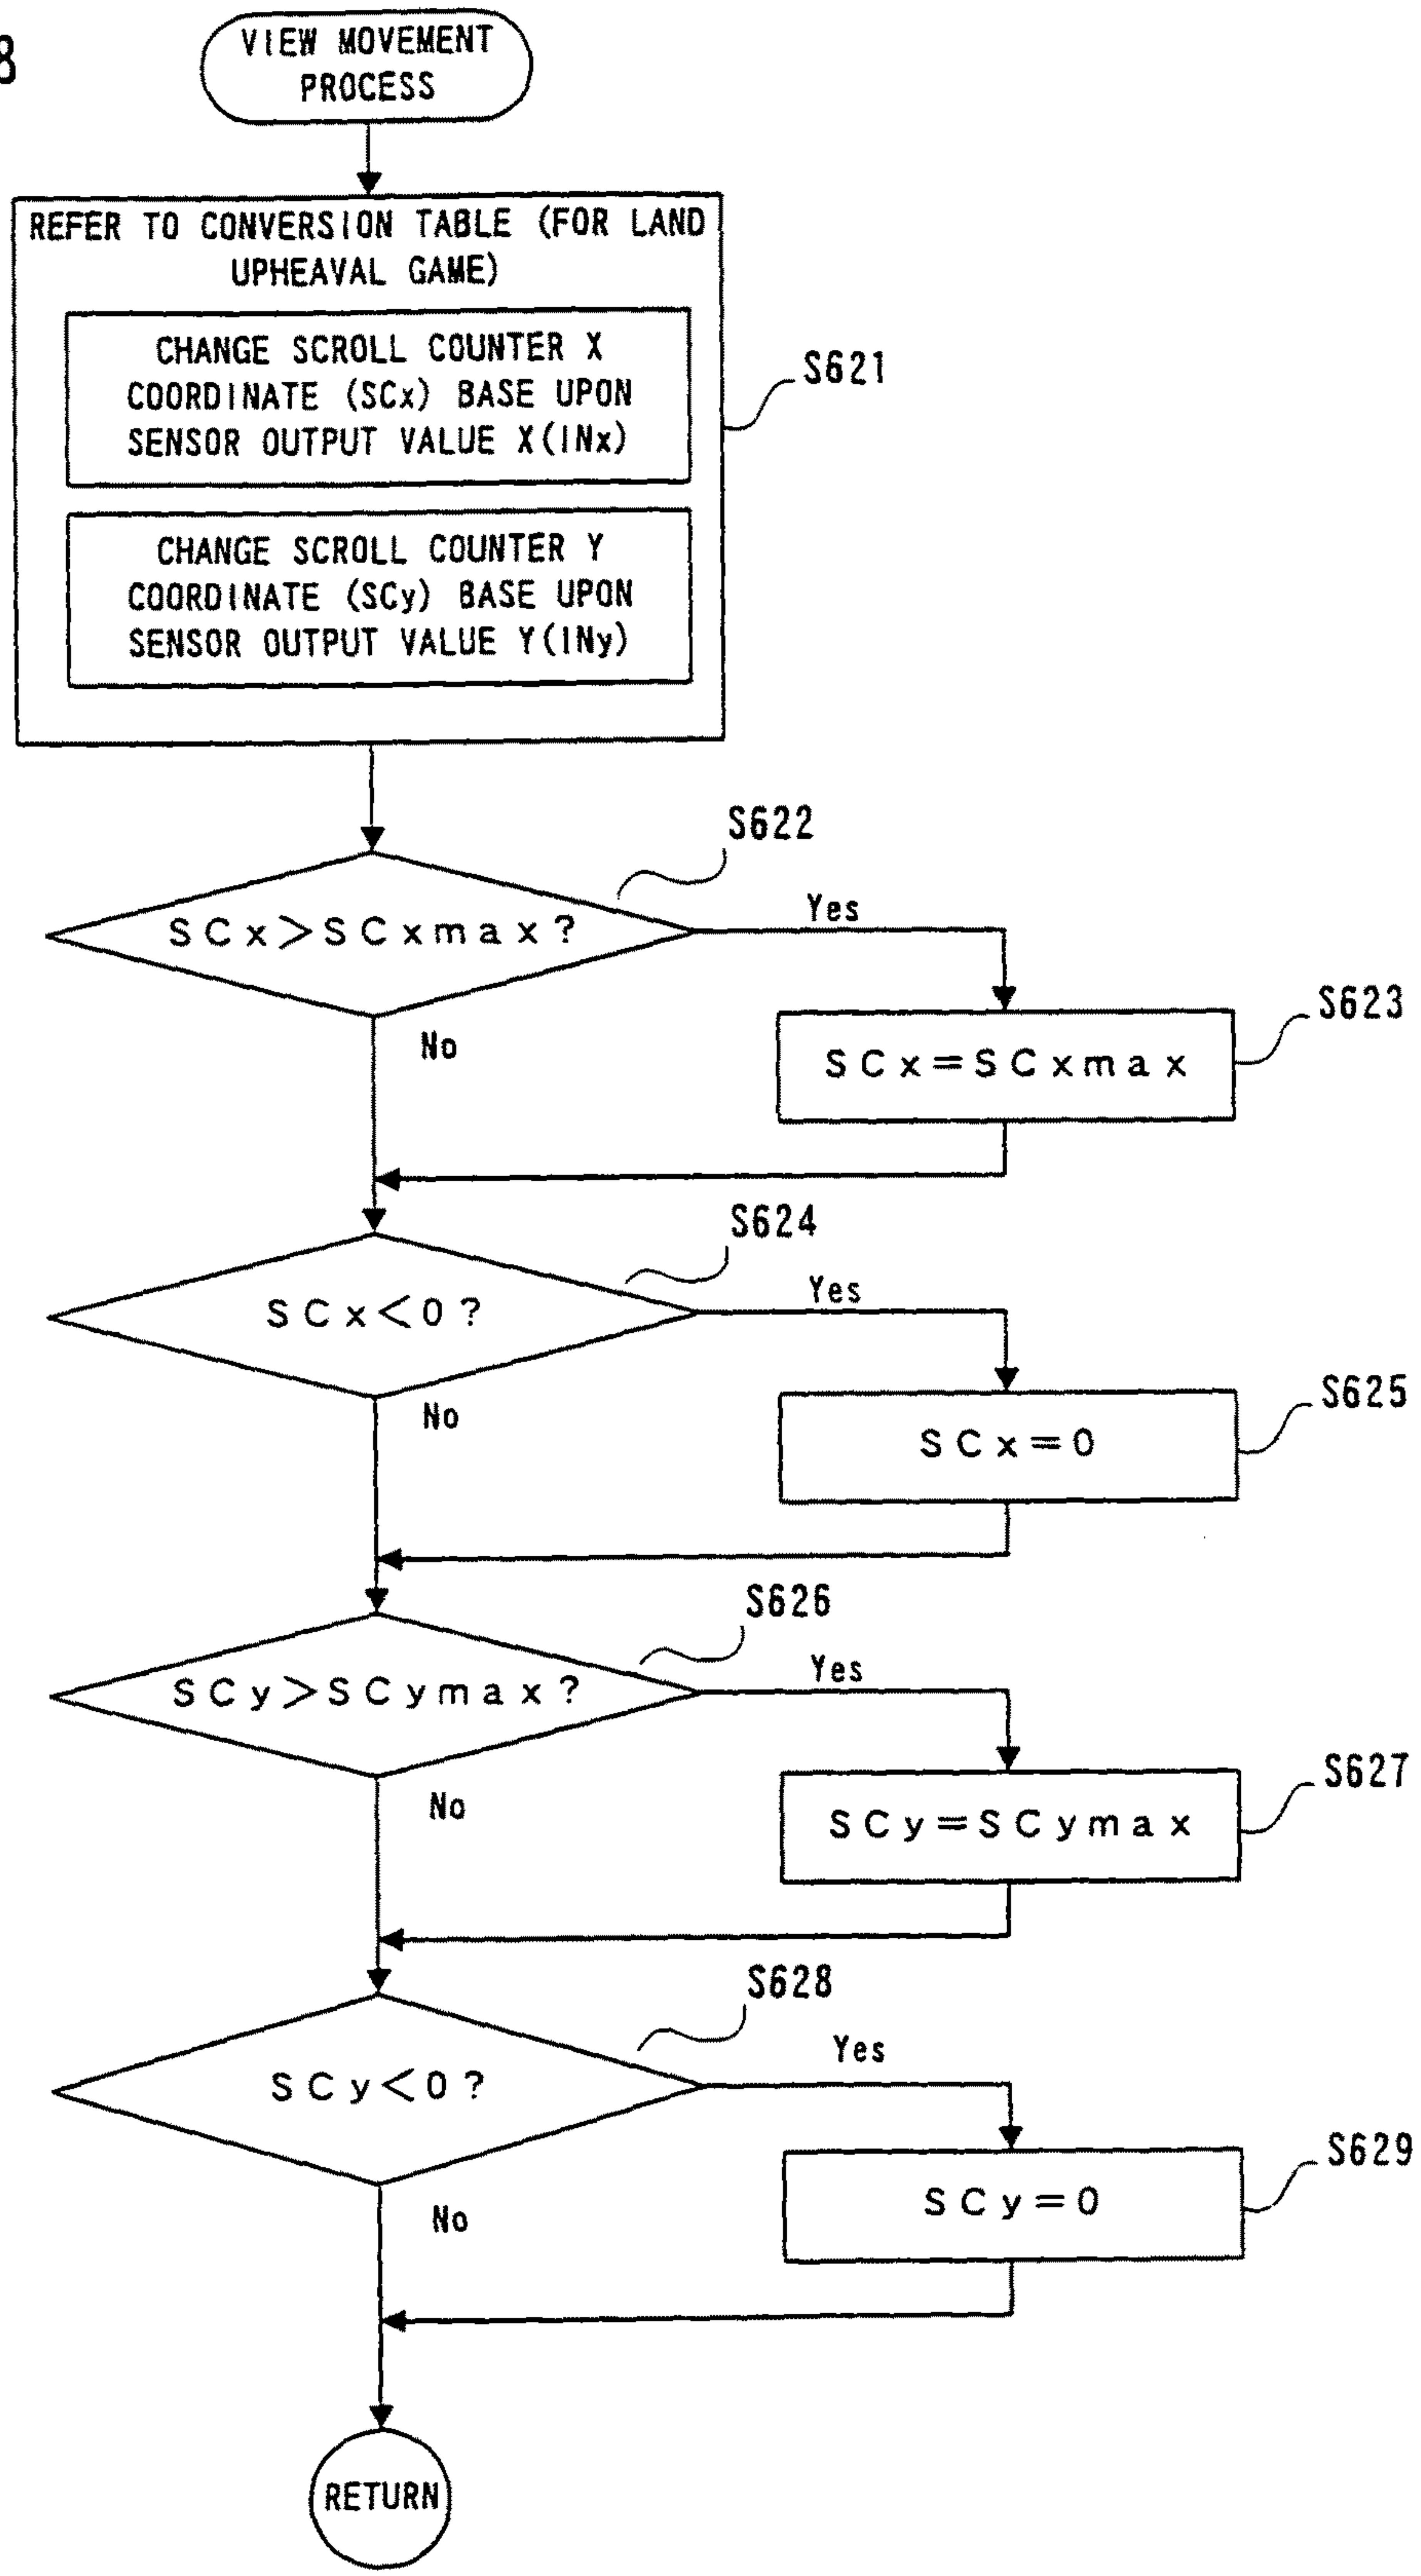 8
VIEW MOVEMENT
PROCESS
REFER TO CONVERSION TABLE (FOR LAND
UPHEAVAL GAME)
CHANGE SCROLL COUNTER X
COORDINATE (SCx) BASE UPON
SENSOR OUTPUT VALUE X(INx)
S621
CHANGE SCROLL COUNTER Y
COORDINATE (SCy) BASE UPON
SENSOR OUTPUT VALUE Y(INy)
S622
SCx>SCxmax?
Yes
S623
No
SCx=SCxmax
S624
SCx<0?
Yes
S625
No
SCx=0
S626
SCy>SCymax?
Yes
S627
No
SCy=SCymax
S628
SCy<0?
Yes
S629
No
SCy=0
RETURN